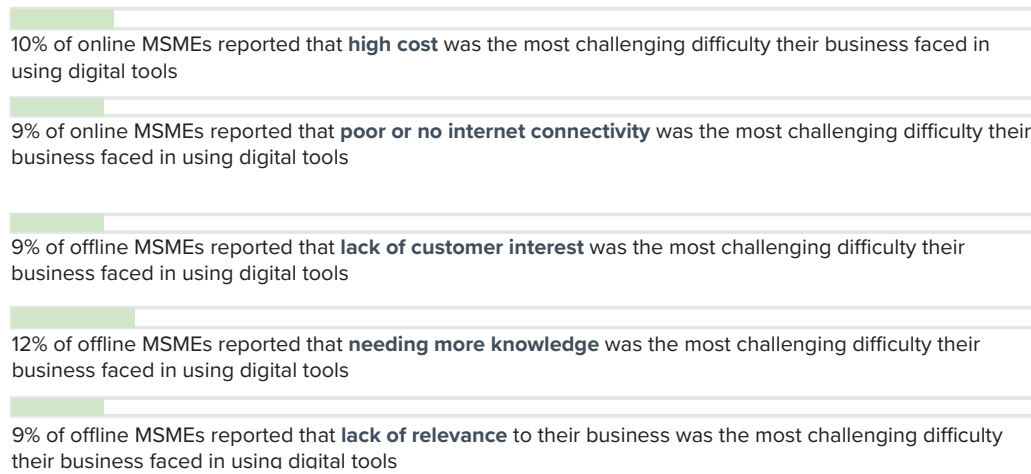 10% of online MSMEs reported that high cost was the most challenging difficulty their business faced in
using digital tools
9% of online MSMEs reported that poor or no internet connectivity was the most challenging difficulty their
business faced in using digital tools
9% of offline MSMEs reported that lack of customer interest was the most challenging difficulty their
business faced in using digital tools
12% of offline MSMEs reported that needing more knowledge was the most challenging difficulty their
business faced in using digital tools
9% of offline MSMEs reported that lack of relevance to their business was the most challenging difficulty
their business faced in using digital tools